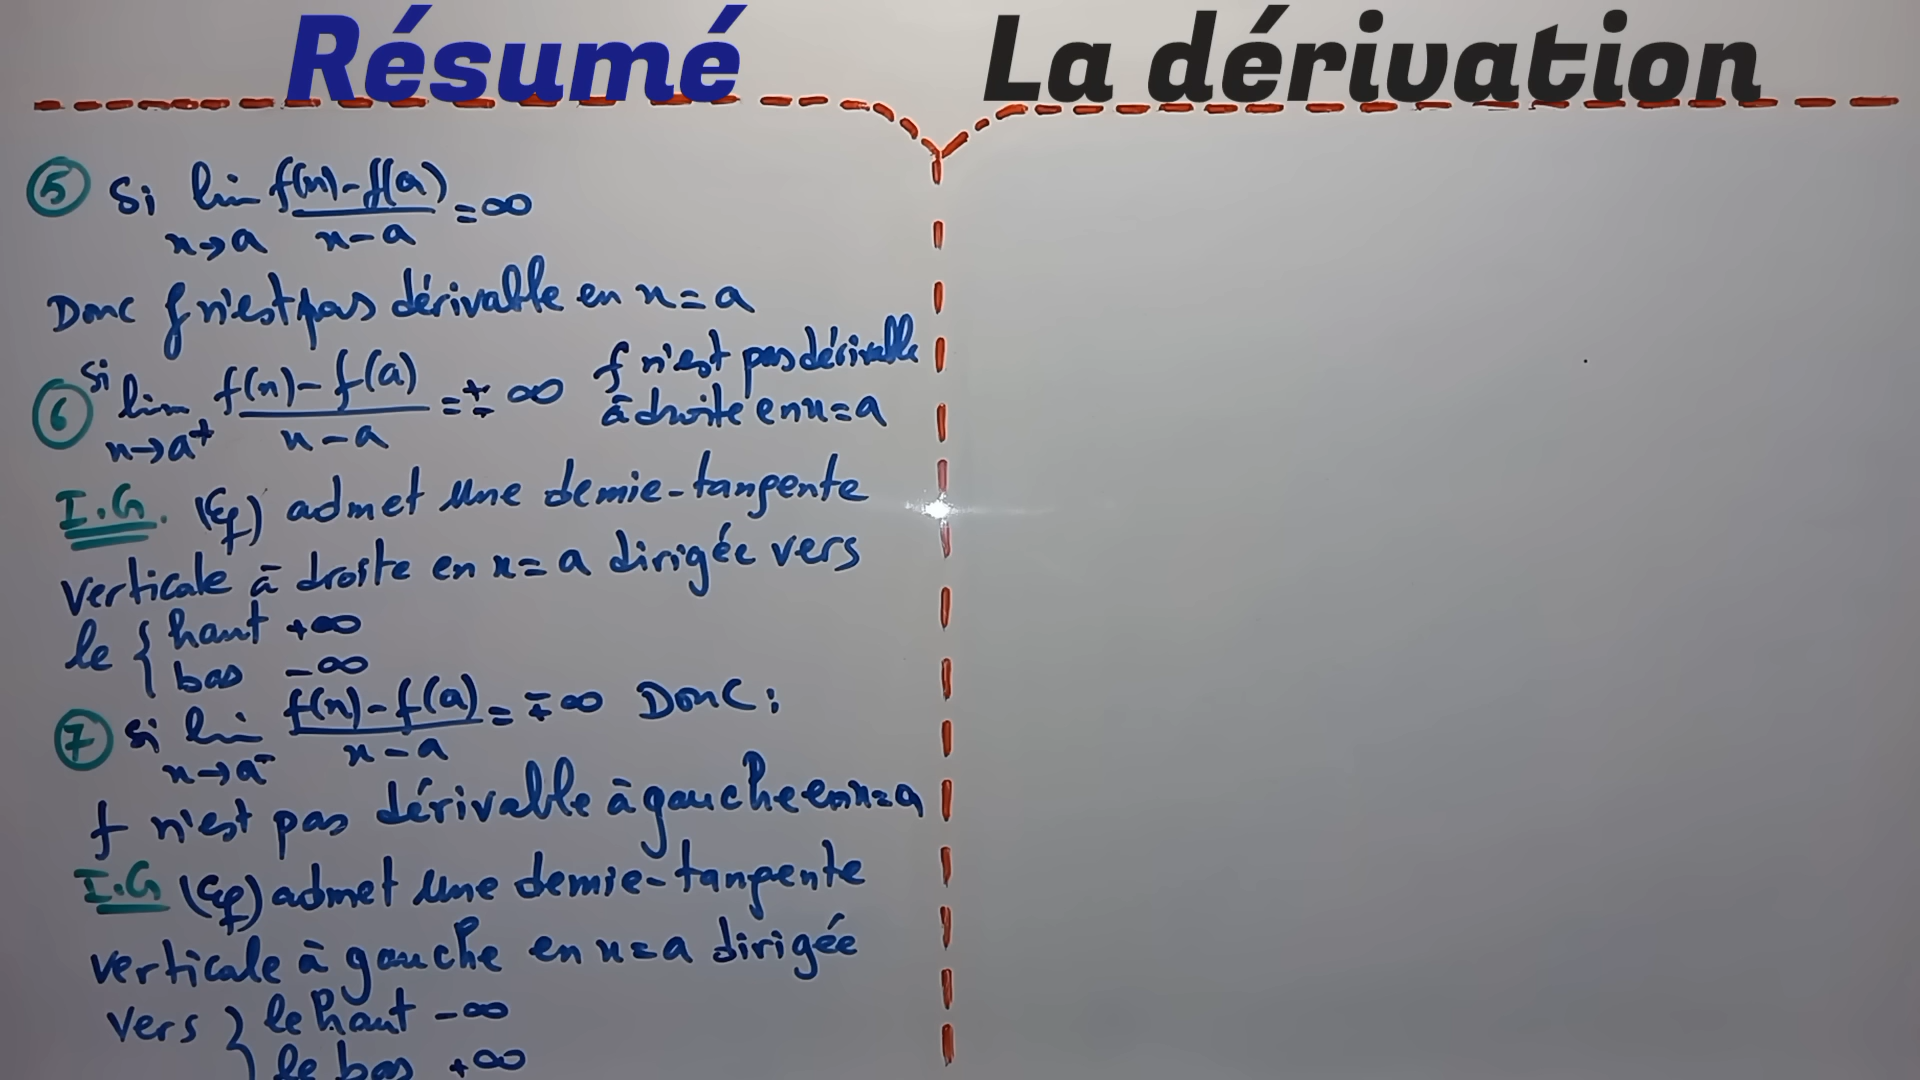 Résumé La dérivation
5 Si lim f(x)-f(a) = ∞
x→a x-a
Donc f n'est pas dérivable en x = a
6 Si lim f(x)-f(a) = ± ∞ f n'est pas dérivable
x→a+ x-a à droite en x=a
I.G. (Cf) admet une demie-tangente
verticale à droite en x=a dirigée vers
le { haut +∞
bas -∞
7 Si lim f(x)-f(a) = ∓∞ Donc:
x→a- x-a
f n'est pas dérivable à gauche en x=a
I.G (Cf) admet une demie-tangente
verticale à gauche en x=a dirigée
vers { le haut -∞
le bas +∞